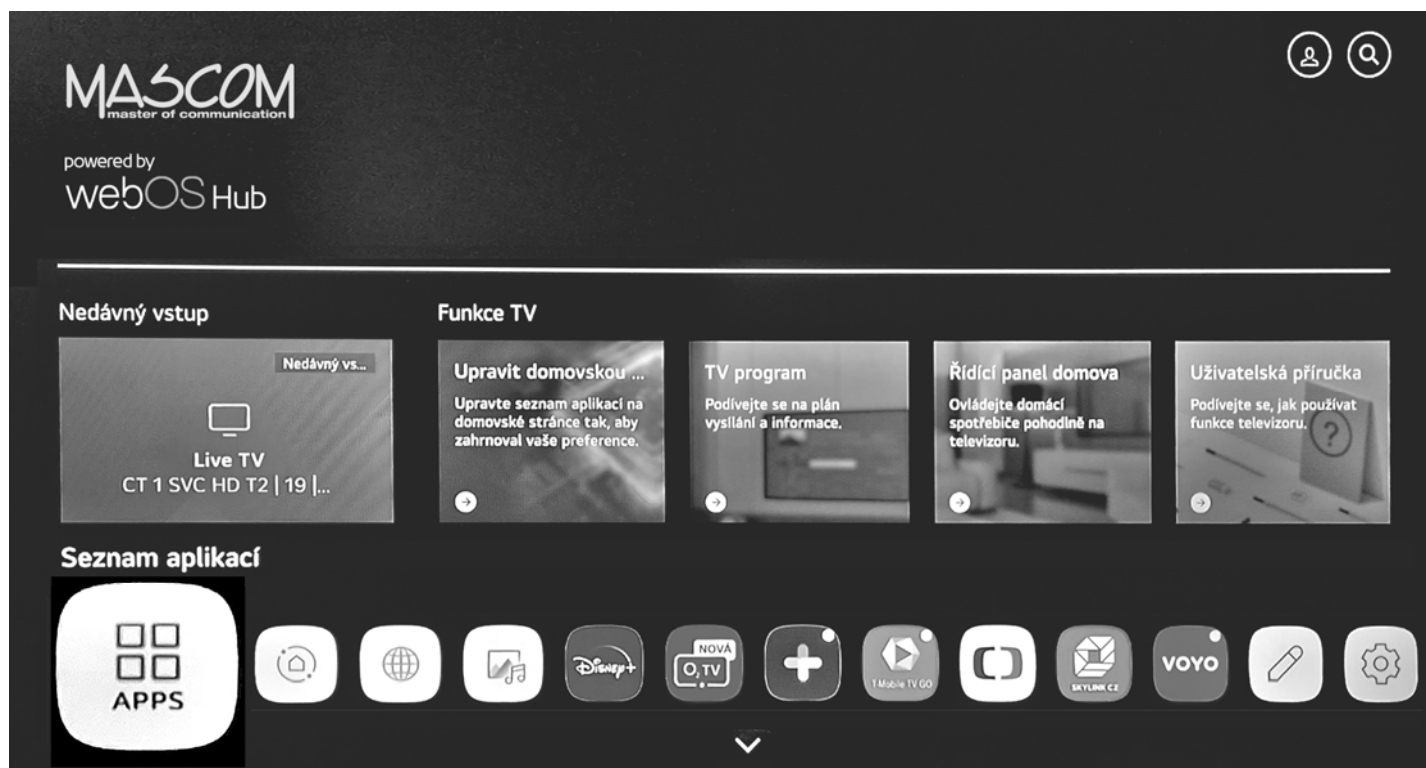 MASCOM
master of communication
powered by
webOS Hub
Nedávný vstup
Funkce TV
Nedávný vs...
Live TV
CT 1 SVC HD T2 | 19 |...
Upravit domovskou ...
Upravte seznam aplikací na
domovské stránce tak, aby
zahrnoval vaše preference.
TV program
Podívejte se na plán
vysílání a informace.
Řídící panel domova
Ovládejte domácí
spotřebiče pohodlně na
televizoru.
Uživatelská příručka
Podívejte se, jak používat
funkce televizoru.
?
Seznam aplikací
APPS
Disney+
NOVÁ
O2 TV
T-Mobile TV GO
SKYLINK CZ
VOYO